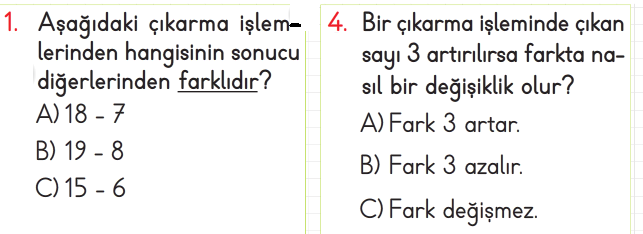 1. Aşağıdaki çıkarma işlem-
lerinden hangisinin sonucu
diğerlerinden farklıdır?
A) 18 - 7
B) 19 - 8
C) 15 - 6
4. Bir çıkarma işleminde çıkan
sayı 3 artırılırsa farkta na-
sıl bir değişiklik olur?
A) Fark 3 artar.
B) Fark 3 azalır.
C) Fark değişmez.